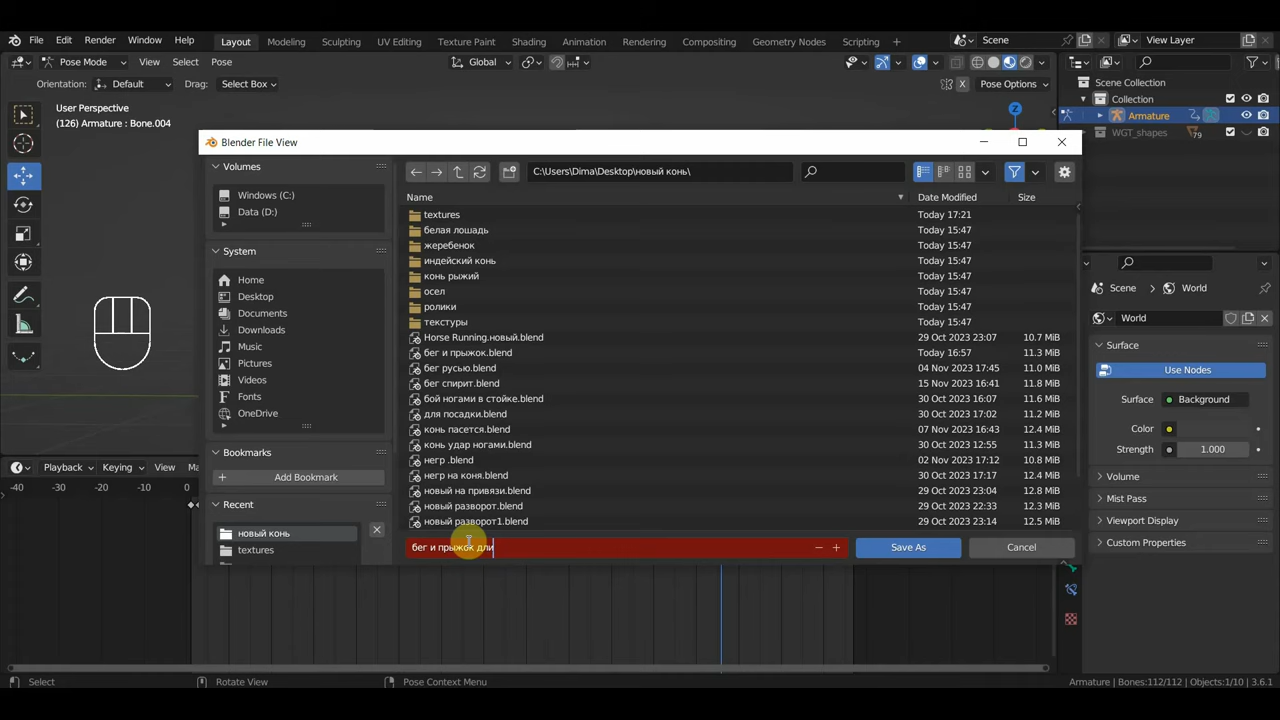 File Edit Render Window Help Layout Modeling Sculpting UV Editing Texture Paint Shading Animation Rendering Compositing Geometry Nodes Scripting + Scene View Layer
Pose Mode View Select Pose Global Pose Options
Orientation: Default Drag: Select Box X
Scene Collection
Collection
Armature
WGT_shapes 79
User Perspective
(126) Armature : Bone.004
Z
Blender File View
Volumes
Windows (C:)
Data (D:)
System
Home
Desktop
Documents
Downloads
Music
Pictures
Videos
Fonts
OneDrive
Bookmarks
+ Add Bookmark
Recent
новый конь
textures
C:\Users\Dima\Desktop\новый конь\
Name Date Modified Size
textures Today 17:21
белая лошадь Today 15:47
жеребенок Today 15:47
индейский конь Today 15:47
конь рыжий Today 15:47
осел Today 15:47
ролики Today 15:47
текстуры Today 15:47
Horse Running.новый.blend 29 Oct 2023 23:07 10.7 MiB
бег и прыжок.blend Today 16:57 11.3 MiB
бег русью.blend 04 Nov 2023 17:45 11.0 MiB
бег спирит.blend 15 Nov 2023 16:41 11.8 MiB
бой ногами в стойке.blend 30 Oct 2023 16:07 11.6 MiB
для посадки.blend 30 Oct 2023 17:02 11.2 MiB
конь пасется.blend 07 Nov 2023 16:43 12.4 MiB
конь удар ногами.blend 30 Oct 2023 12:55 11.3 MiB
негр .blend 02 Nov 2023 17:12 10.8 MiB
негр на коня.blend 30 Oct 2023 17:17 12.4 MiB
новый на привязи.blend 29 Oct 2023 23:04 12.8 MiB
новый разворот.blend 29 Oct 2023 22:33 12.6 MiB
новый разворот1.blend 29 Oct 2023 23:14 12.5 MiB
бег и прыжок дли − + Save As Cancel
Scene World
World
Surface
Use Nodes
Surface Background
Color
Strength 1.000
Volume
Mist Pass
Viewport Display
Custom Properties
Playback Keying View
-40 -30 -20 -10 0
Select Rotate View Pose Context Menu Armature | Bones:112/112 | Objects:1/10 | 3.6.1